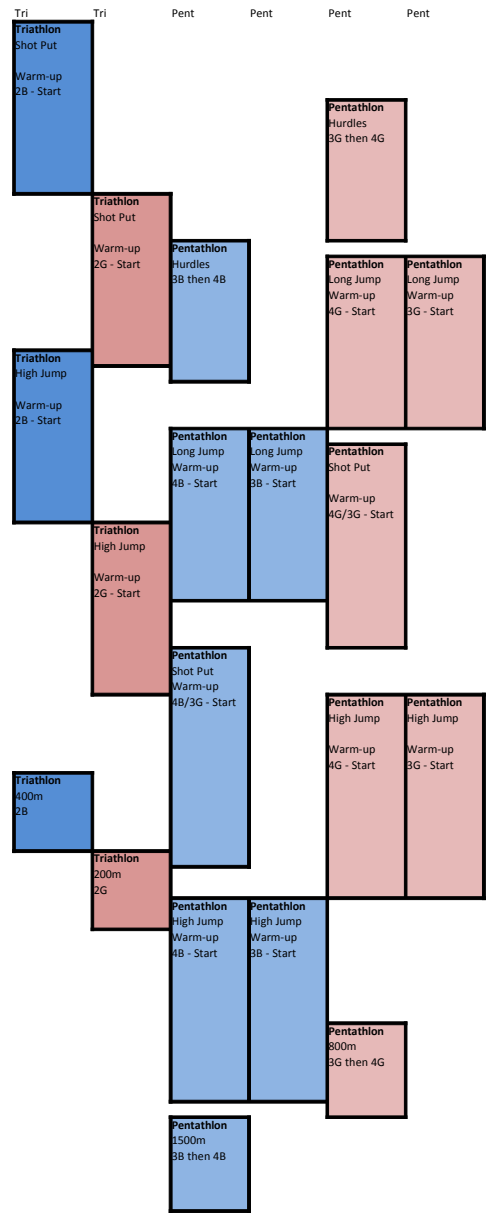 Tri Tri Pent Pent Pent Pent
Triathlon
Shot Put
Warm-up
2B - Start
Pentathlon
Hurdles
3G then 4G
Triathlon
Shot Put
Warm-up
2G - Start
Pentathlon
Hurdles
3B then 4B
Pentathlon
Long Jump
Warm-up
4G - Start
Pentathlon
Long Jump
Warm-up
3G - Start
Triathlon
High Jump
Warm-up
2B - Start
Pentathlon
Long Jump
Warm-up
4B - Start
Pentathlon
Long Jump
Warm-up
3B - Start
Pentathlon
Shot Put
Warm-up
4G/3G - Start
Triathlon
High Jump
Warm-up
2G - Start
Pentathlon
Shot Put
Warm-up
4B/3G - Start
Pentathlon
High Jump
Warm-up
4G - Start
Pentathlon
High Jump
Warm-up
3G - Start
Triathlon
400m
2B
Triathlon
200m
2G
Pentathlon
High Jump
Warm-up
4B - Start
Pentathlon
High Jump
Warm-up
3B - Start
Pentathlon
800m
3G then 4G
Pentathlon
1500m
3B then 4B